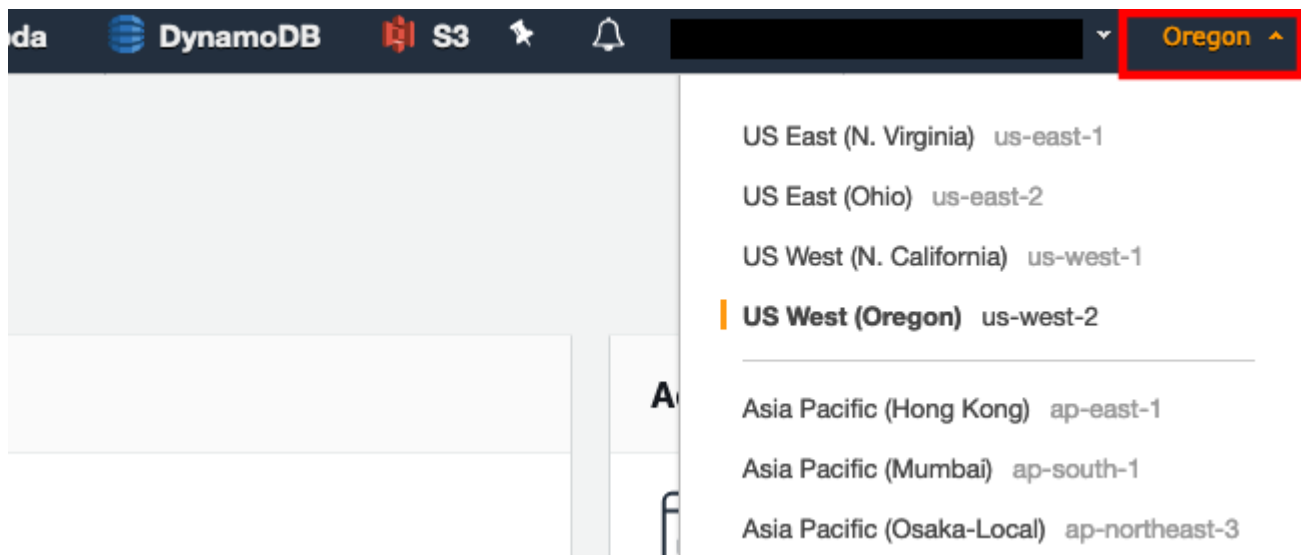 da DynamoDB S3 Oregon
US East (N. Virginia) us-east-1
US East (Ohio) us-east-2
US West (N. California) us-west-1
US West (Oregon) us-west-2
A
Asia Pacific (Hong Kong) ap-east-1
Asia Pacific (Mumbai) ap-south-1
Asia Pacific (Osaka-Local) ap-northeast-3